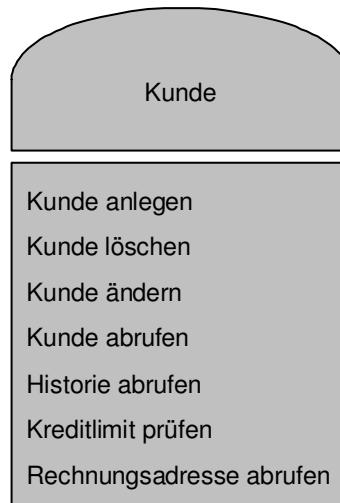 Kunde
Kunde anlegen
Kunde löschen
Kunde ändern
Kunde abrufen
Historie abrufen
Kreditlimit prüfen
Rechnungsadresse abrufen